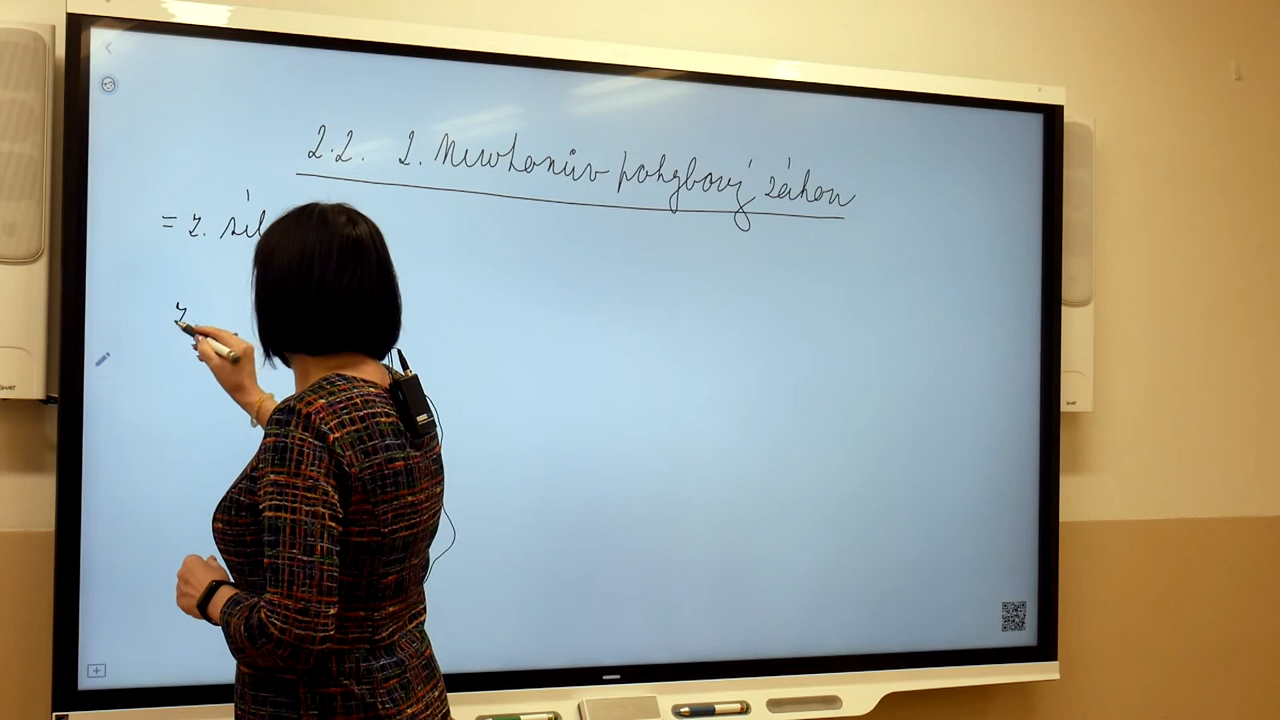 2.2. 2. Newtonův pohybový zákon
= z. síl
z